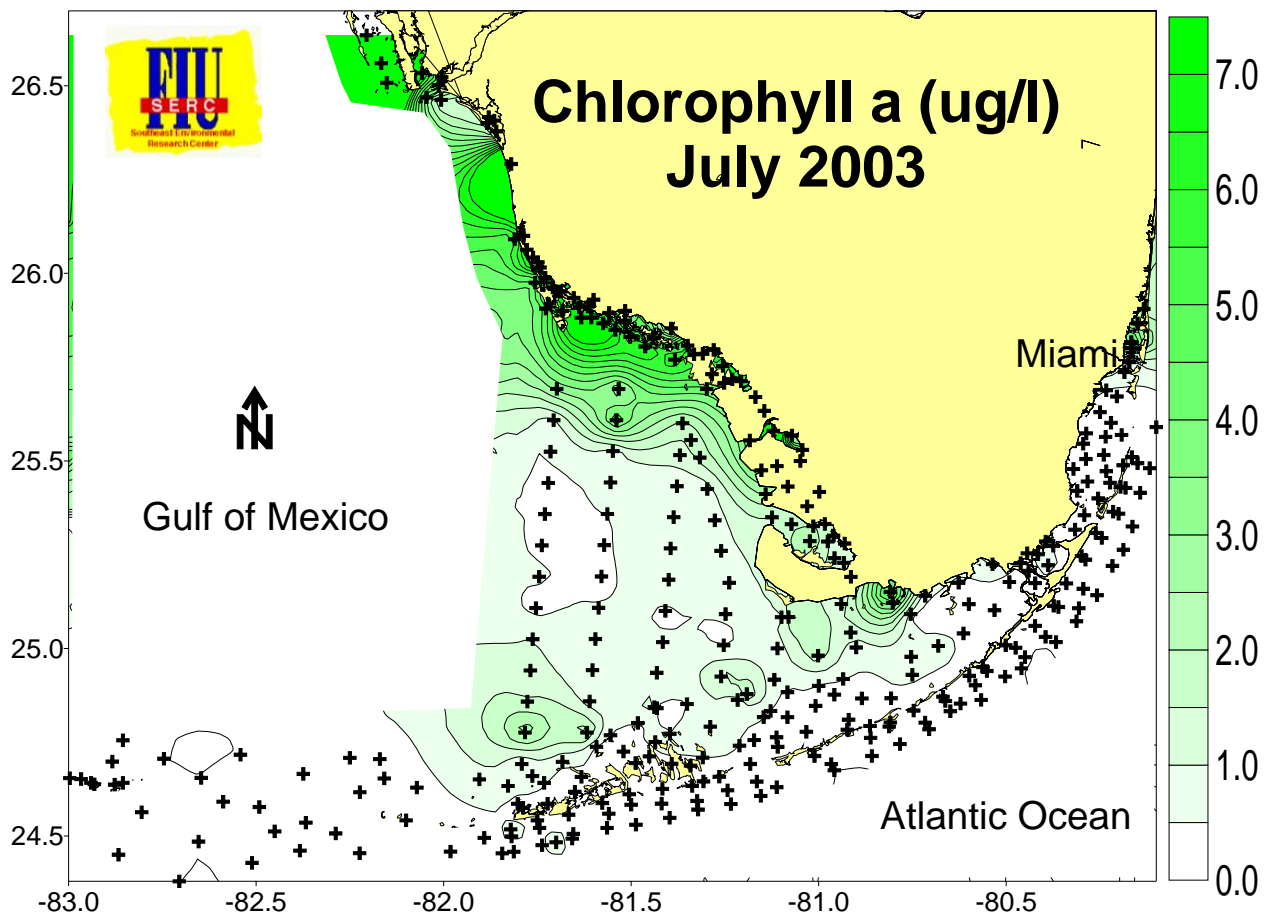 FIU
SERC
Southeast Environmental
Research Center
Chlorophyll a (ug/l)
July 2003
Miami
N
Gulf of Mexico
Atlantic Ocean
26.5
26.0
25.5
25.0
24.5
-83.0
-82.5
-82.0
-81.5
-81.0
-80.5
7.0
6.0
5.0
4.0
3.0
2.0
1.0
0.0